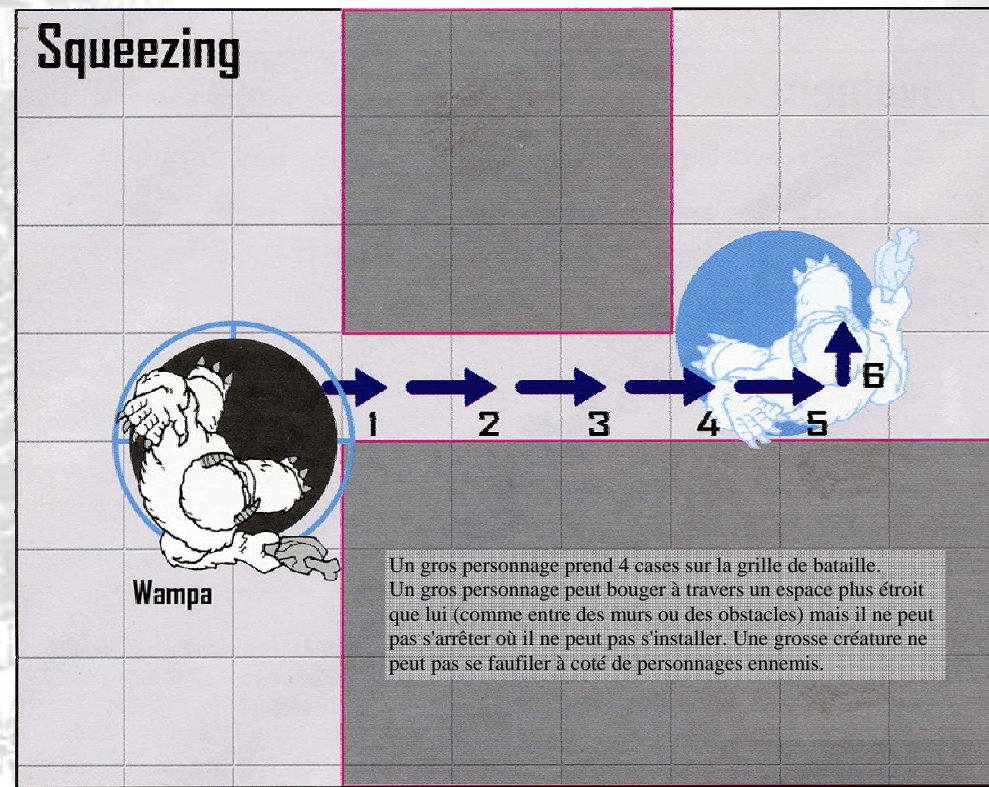 Squeezing
1 2 3 4 5
6
Wampa
Un gros personnage prend 4 cases sur la grille de bataille.
Un gros personnage peut bouger à travers un espace plus étroit
que lui (comme entre des murs ou des obstacles) mais il ne peut
pas s'arrêter où il ne peut pas s'installer. Une grosse créature ne
peut pas se faufiler à coté de personnages ennemis.